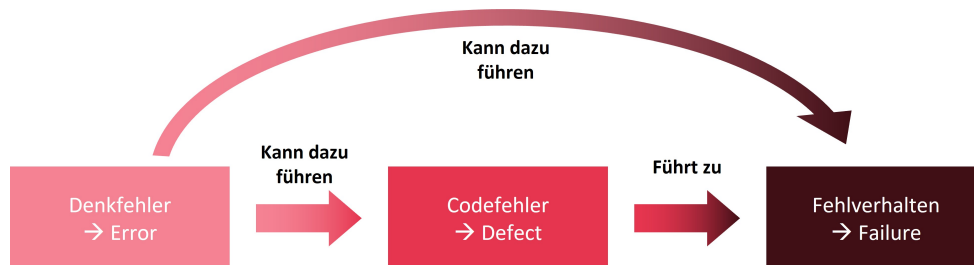 Kann dazu
führen
Kann dazu
führen
Führt zu
Denkfehler
→ Error
Codefehler
→ Defect
Fehlverhalten
→ Failure